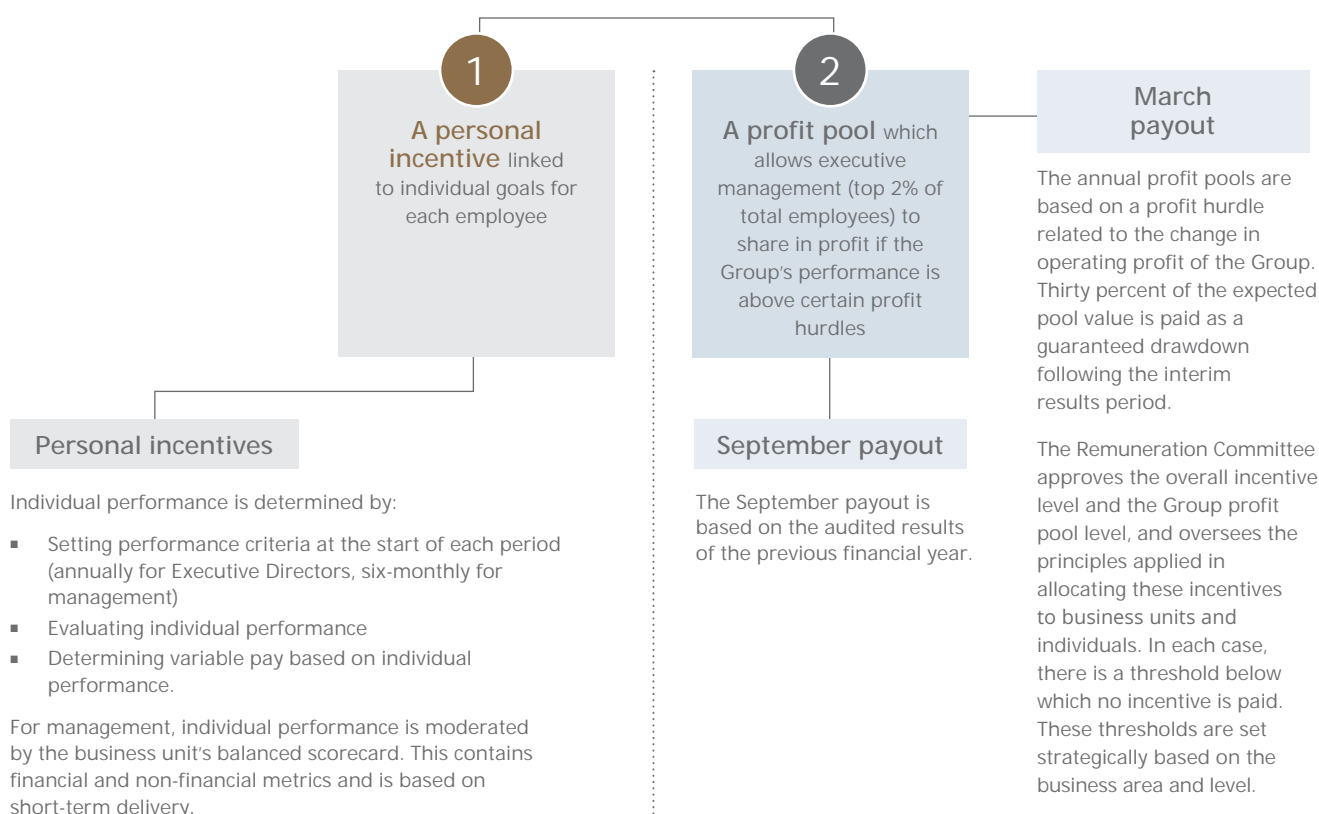 1
A personal
incentive linked
to individual goals for
each employee
Personal incentives
Individual performance is determined by:
▪ Setting performance criteria at the start of each period
(annually for Executive Directors, six-monthly for
management)
▪ Evaluating individual performance
▪ Determining variable pay based on individual
performance.
For management, individual performance is moderated
by the business unit's balanced scorecard. This contains
financial and non-financial metrics and is based on
short-term delivery.
2
A profit pool which
allows executive
management (top 2% of
total employees) to
share in profit if the
Group's performance is
above certain profit
hurdles
September payout
The September payout is
based on the audited results
of the previous financial year.
March
payout
The annual profit pools are
based on a profit hurdle
related to the change in
operating profit of the Group.
Thirty percent of the expected
pool value is paid as a
guaranteed drawdown
following the interim
results period.
The Remuneration Committee
approves the overall incentive
level and the Group profit
pool level, and oversees the
principles applied in
allocating these incentives
to business units and
individuals. In each case,
there is a threshold below
which no incentive is paid.
These thresholds are set
strategically based on the
business area and level.